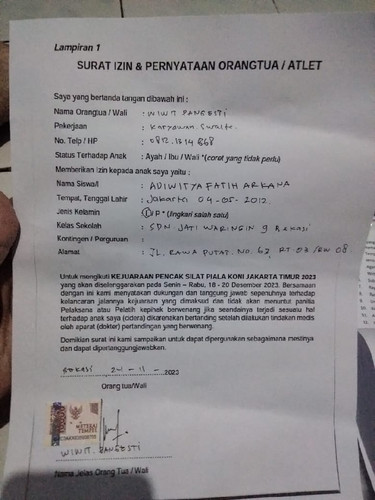 Lampiran 1
SURAT IZIN & PERNYATAAN ORANGTUA / ATLET
Saya yang bertanda tangan dibawah ini :
Nama Orangtua / Wali : WIWIT PANGESTI
Pekerjaan : Karyawan Swasta
No. Telp / HP : 0812 1314 668
Status Terhadap Anak : Ayah / Ibu / Wali *(coret yang tidak perlu)
Memberikan izin kepada anak saya yaitu :
Nama Siswa/i : ADIWITYA FATIH ARKANA
Tempat, Tanggal Lahir : Jakarta 04-05-2012
Jenis Kelamin : L/P * (lingkari salah satu)
Kelas Sekolah : SDN JATI WARINGIN 9 Bekasi
Kontingen / Perguruan :
Alamat : JL. RAWA PUTAT NO. 62, RT 03 / RW 08
Untuk mengikuti KEJUARAAN PENCAK SILAT PIALA KONI JAKARTA TIMUR 2023
yang akan diselenggarakan pada Senin – Rabu, 18 - 20 Desember 2023. Bersamaan
dengan ini kami menyatakan dukungan dan tanggung jawab sepenuhnya terhadap
kelancaran jalannya kejuaraan yang dimaksud dan tidak akan menuntut panitia
Pelaksana atau Pelatih kepihak berwenang jika seandainya terjadi sesuatu hal
terhadap anak saya (cidera) dikarenakan bertanding setelah dilakukan tindakan medis
oleh aparat (dokter) pertandingan yang berwenang.
Demikian surat ini kami sampaikan untuk dapat dipergunakan sebagaimana mestinya
dan dapat dipertanggungjawabkan.
BEKASI 24 - 11 - 2023
Orang tua/Wali
METERAI
TEMPEL
WIWIT PANGESTI
Nama Jelas Orang Tua / Wali